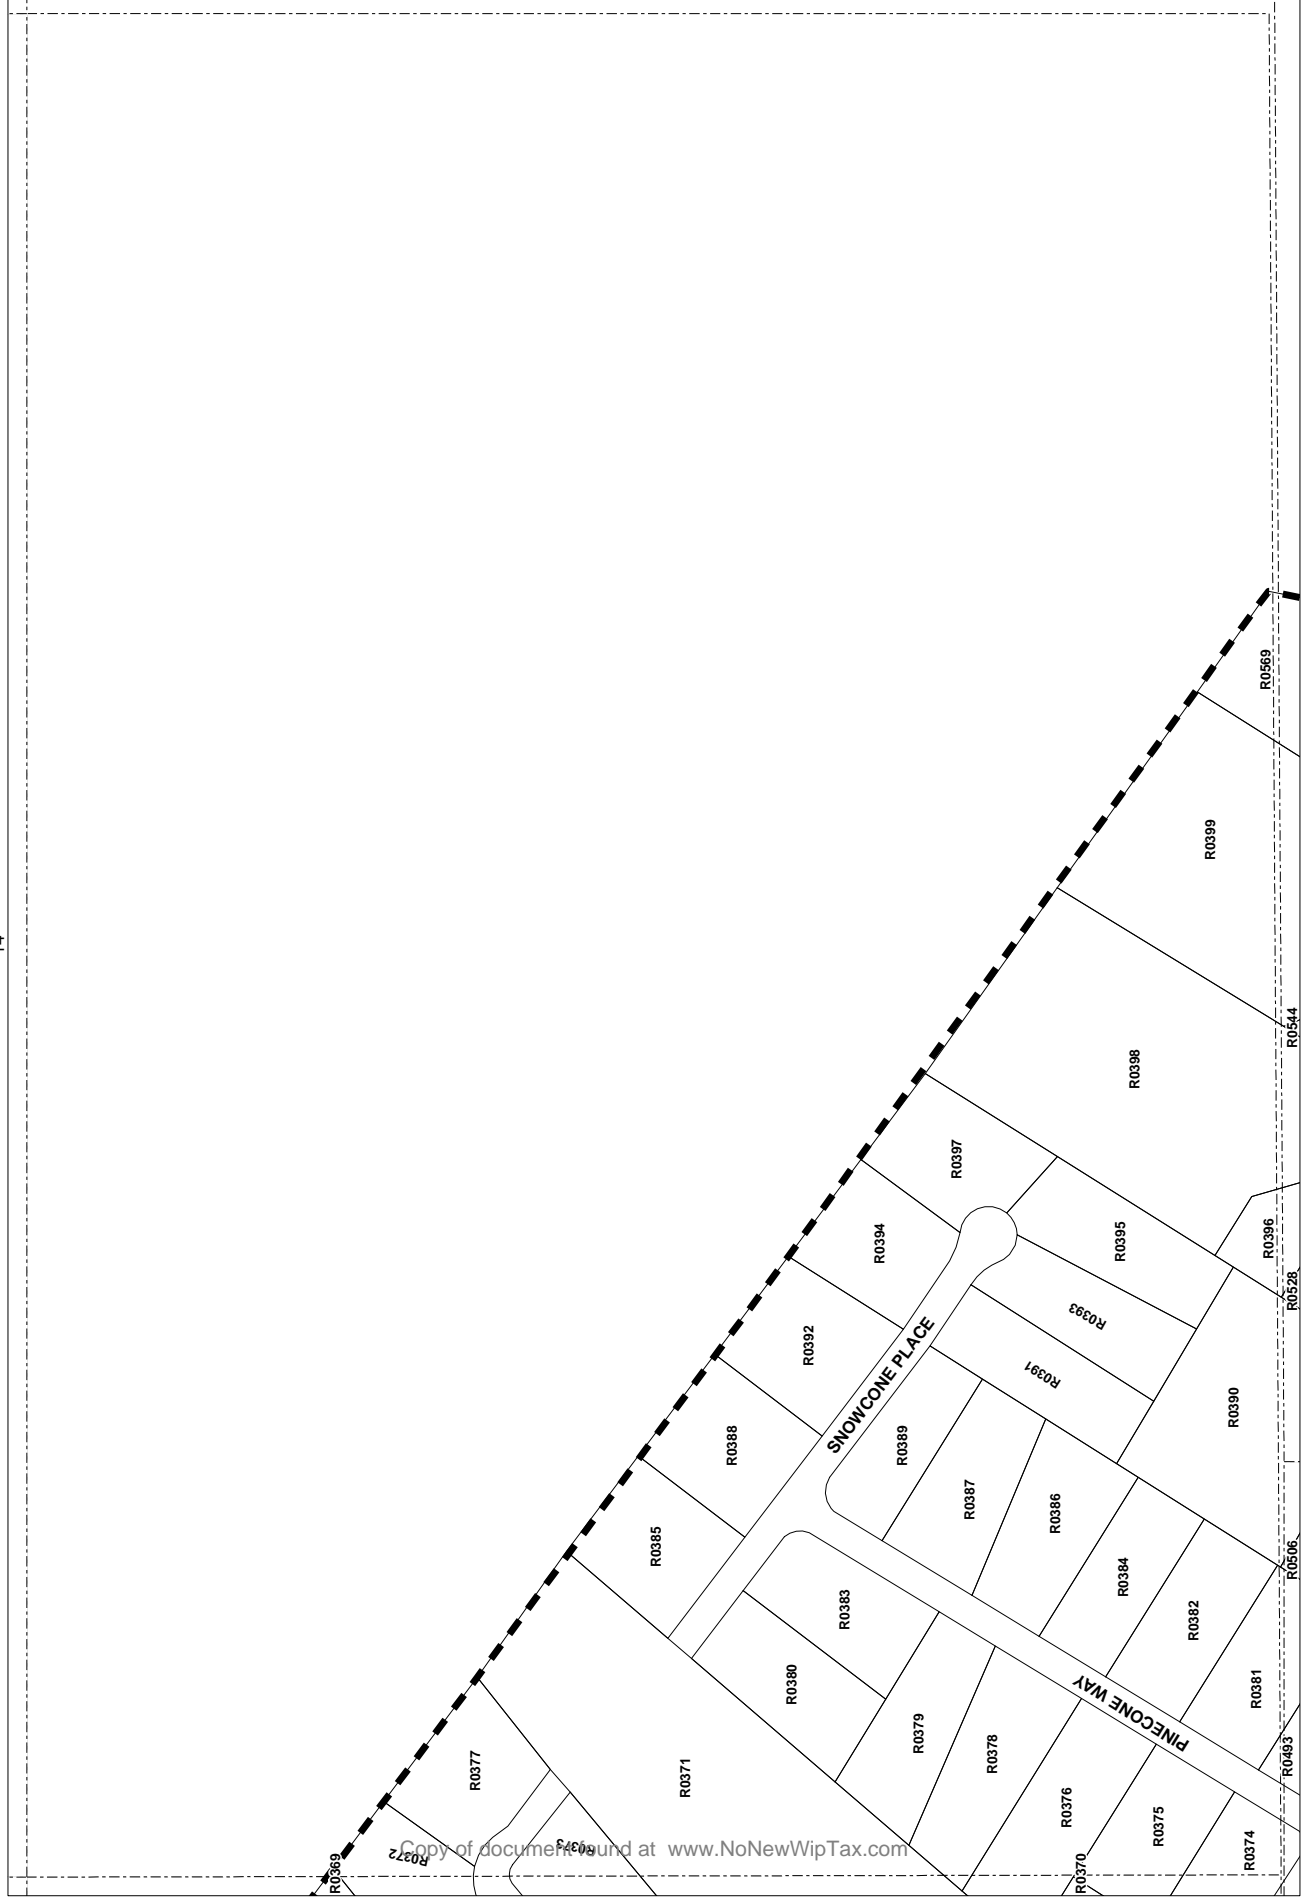 14
R0569
R0399
R0544
R0398
R0397
R0394
R0395
R0396
R0528
R0393
R0392
SNOWCONE PLACE
R0391
R0390
R0388
R0389
R0387
R0386
R0385
R0384
R0506
R0383
R0382
R0380
R0381
PINECONE WAY
R0379
R0378
R0493
R0377
R0371
R0376
R0375
R0374
R0373
R0372
R0370
R0369
Copy of document found at www.NoNewWipTax.com